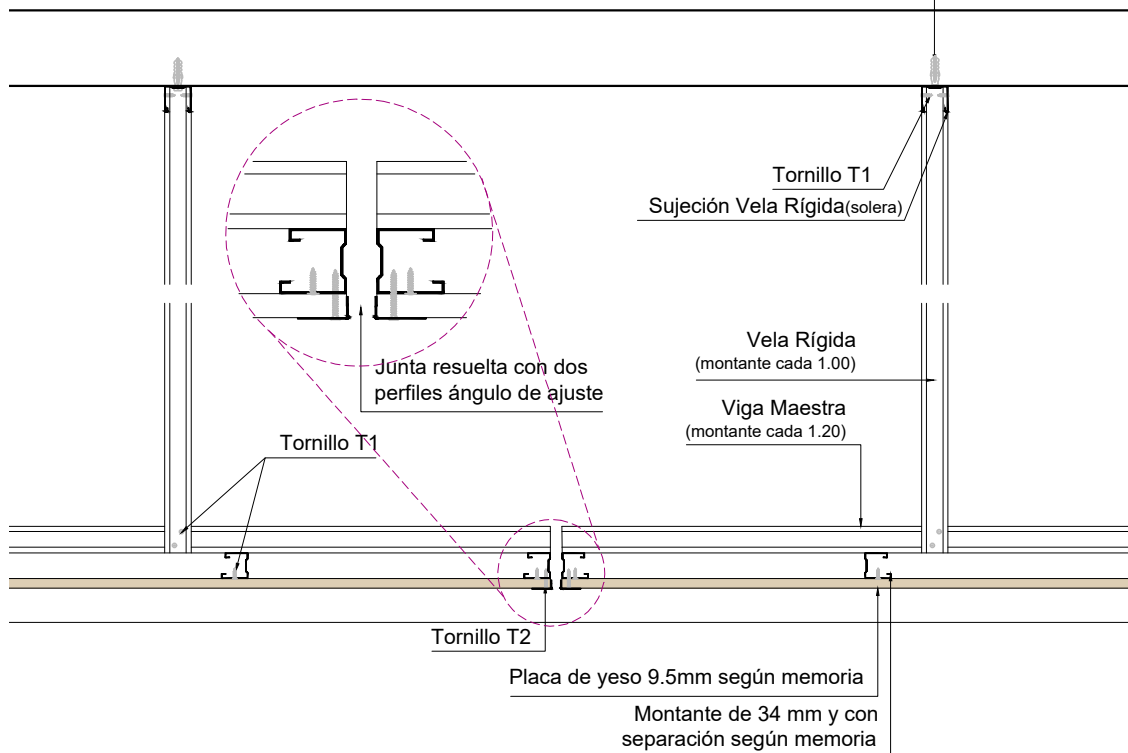 Tornillo T1
Sujeción Vela Rígida(solera)
Vela Rígida
(montante cada 1.00)
Junta resuelta con dos
perfiles ángulo de ajuste
Viga Maestra
(montante cada 1.20)
Tornillo T1
Tornillo T2
Placa de yeso 9.5mm según memoria
Montante de 34 mm y con
separación según memoria